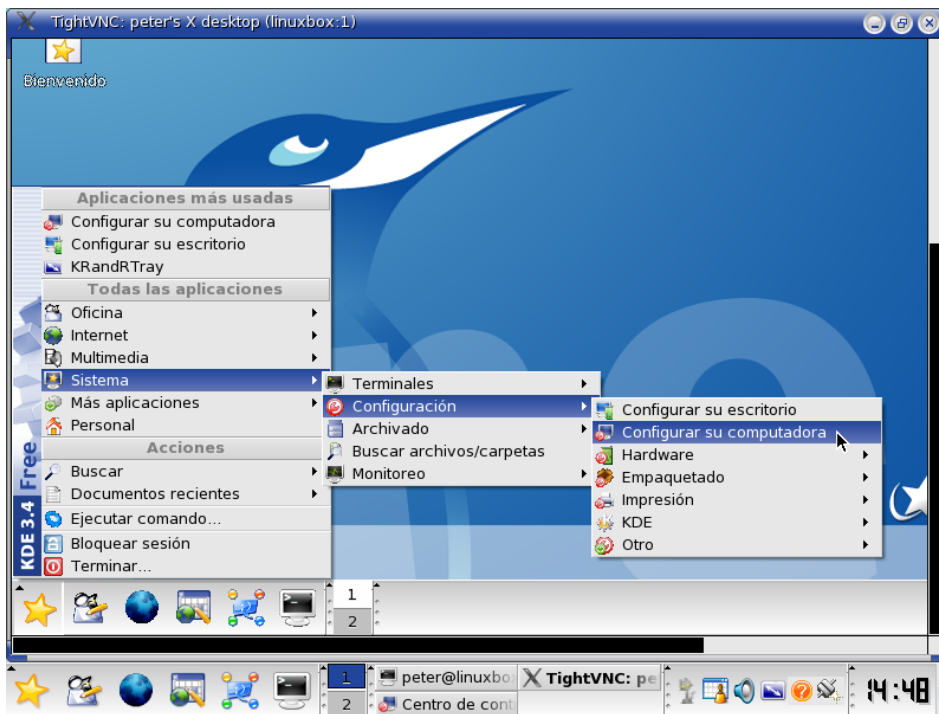 TightVNC: peter's X desktop (linuxbox:1)
Bienvenido
Aplicaciones más usadas
Configurar su computadora
Configurar su escritorio
KRandRTray
Todas las aplicaciones
Oficina
Internet
Multimedia
Sistema
Más aplicaciones
Personal
Acciones
Buscar
Documentos recientes
Ejecutar comando...
Bloquear sesión
Terminar...
KDE 3.4 Free
Terminales
Configuración
Archivado
Buscar archivos/carpetas
Monitoreo
Configurar su escritorio
Configurar su computadora
Hardware
Empaquetado
Impresión
KDE
Otro
1
2
1
2
peter@linuxbo
TightVNC: pe
Centro de cont
14:48